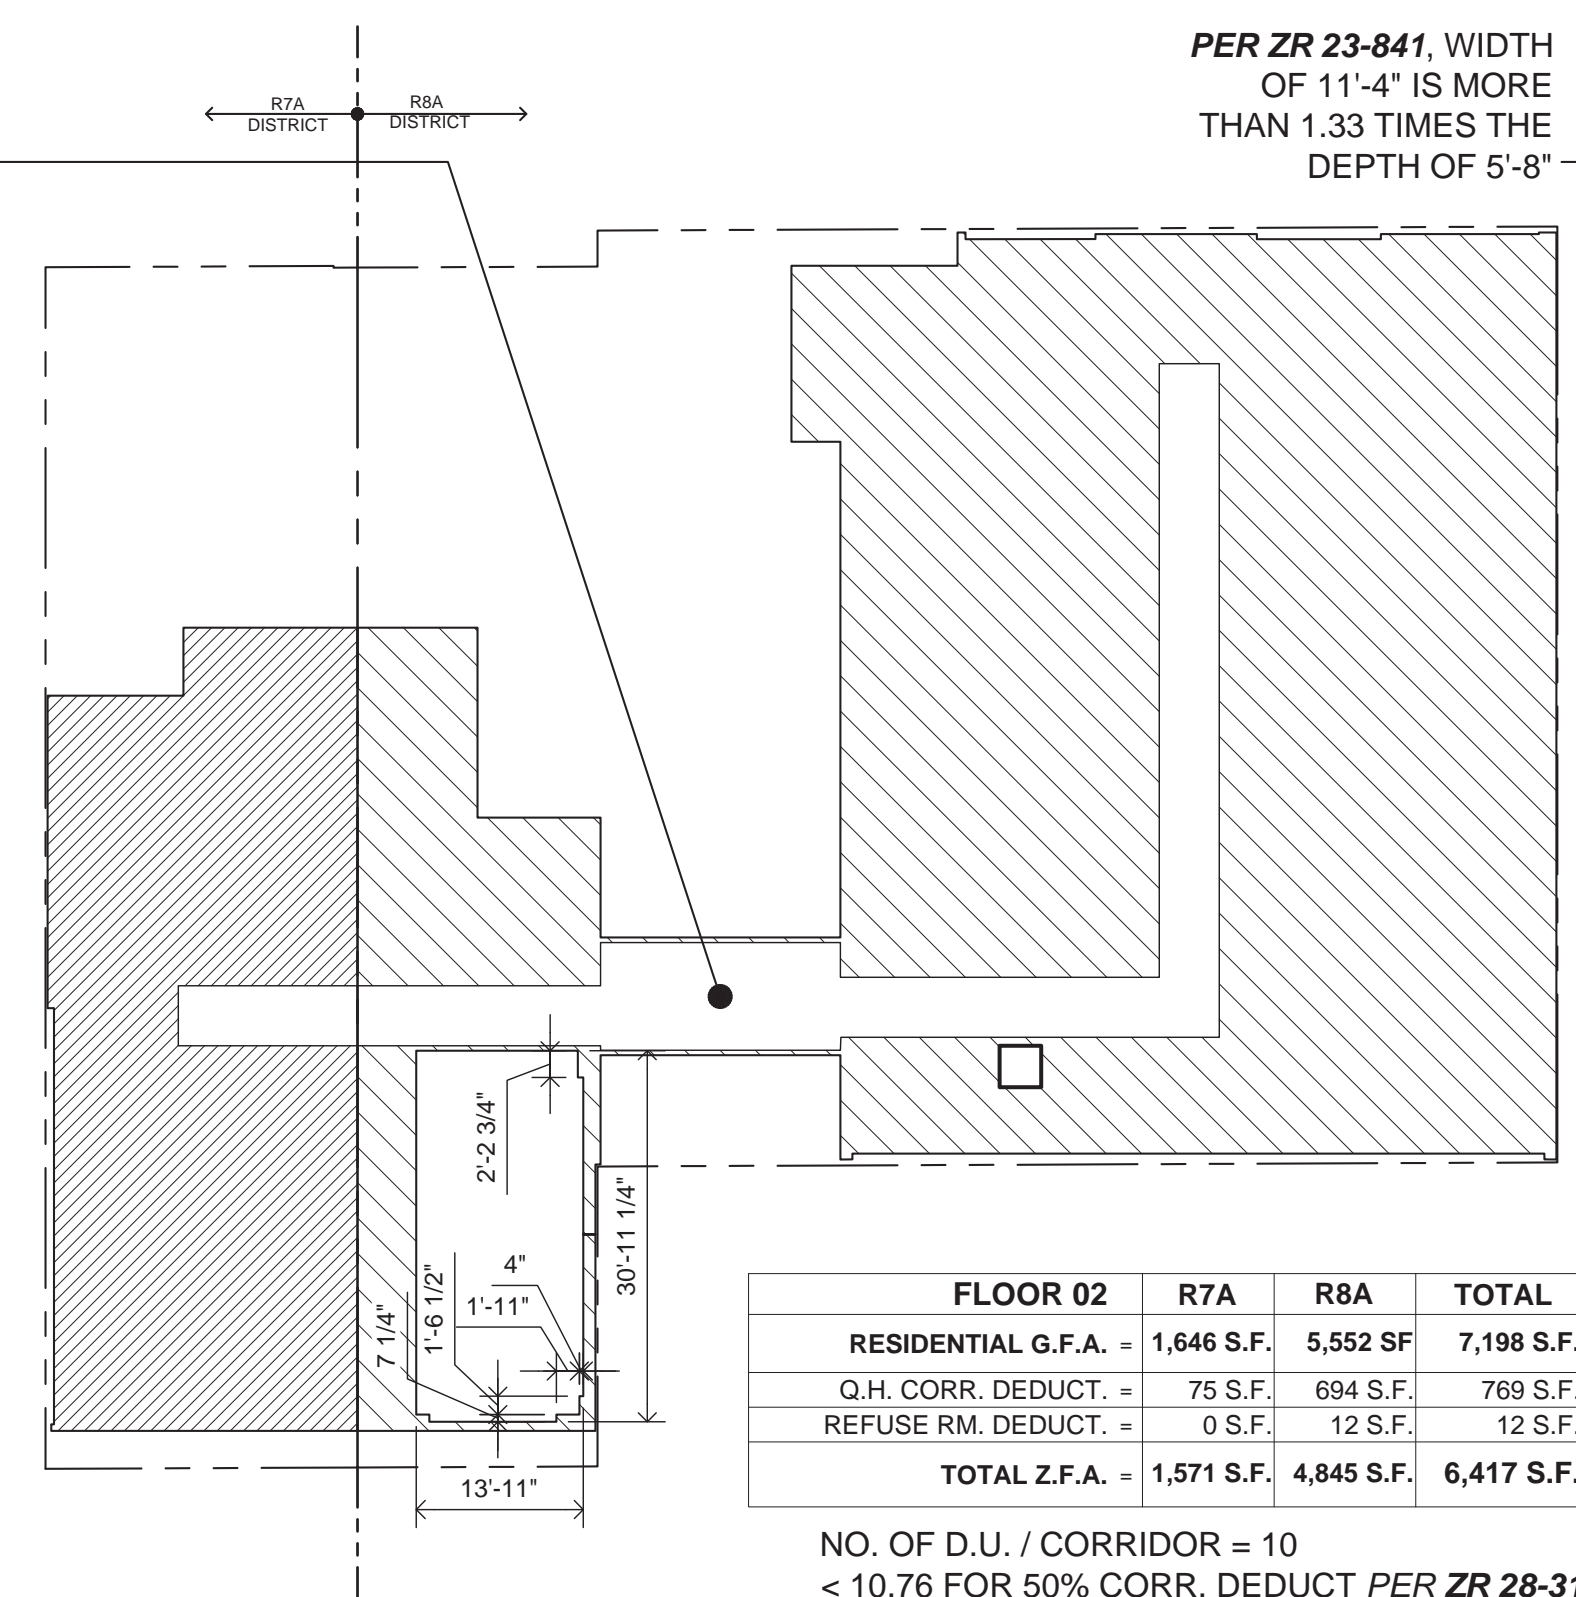 PER ZR 23-841, WIDTH
OF 11'-4" IS MORE
THAN 1.33 TIMES THE
DEPTH OF 5'-8"
R7A
DISTRICT
R8A
DISTRICT
2'-2 3/4"
30'-11 1/4"
4"
1'-11"
1'-6 1/2"
7 1/4"
13'-11"
FLOOR 02 R7A R8A TOTAL
RESIDENTIAL G.F.A. = 1,646 S.F. 5,552 SF 7,198 S.F.
Q.H. CORR. DEDUCT. = 75 S.F. 694 S.F. 769 S.F.
REFUSE RM. DEDUCT. = 0 S.F. 12 S.F. 12 S.F.
TOTAL Z.F.A. = 1,571 S.F. 4,845 S.F. 6,417 S.F.
NO. OF D.U. / CORRIDOR = 10
< 10.76 FOR 50% CORR. DEDUCT PER ZR 28-31